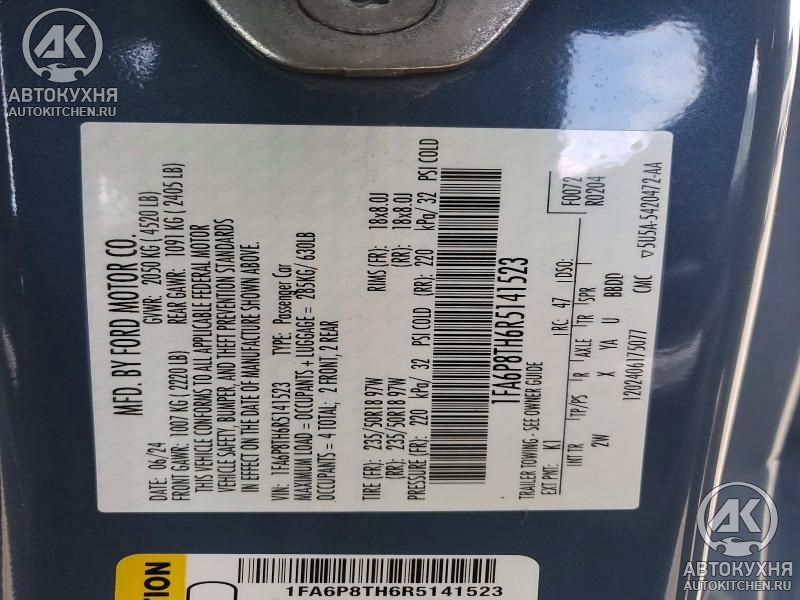 AK
АВТОКУХНЯ
AUTOKITCHEN.RU
MFD. BY FORD MOTOR CO.
DATE: 06/24 GVWR: 2050 KG ( 4520 LB)
FRONT GAWR: 1007 KG ( 2220 LB) REAR GAWR: 1091 KG ( 2405 LB)
THIS VEHICLE CONFORMS TO ALL APPLICABLE FEDERAL MOTOR
VEHICLE SAFETY, BUMPER, AND THEFT PREVENTION STANDARDS
IN EFFECT ON THE DATE OF MANUFACTURE SHOWN ABOVE.
VIN: 1FA6P8TH6R5141523 TYPE: Passenger Car
MAXIMUM LOAD = OCCUPANTS + LUGGAGE = 285KG/ 630LB
OCCUPANTS = 4 TOTAL; 2 FRONT, 2 REAR
TIRE (FR): 235/50R18 97W RIMS (FR): 18x8.0J
(RR): 235/50R18 97W (RR): 18x8.0J
PRESSURE (FR): 220 kPa/ 32 PSI COLD (RR): 220 kPa/ 32 PSI COLD
1FA6P8TH6R5141523
TRAILER TOWING - SEE OWNER GUIDE
EXT PNT: K1 RC: 47 DSO: F0072
R0204
INT TR TP/PS R AXLE TR SPR
2W X YA U BBDD
120240617507​7 CMC ▽5U5A-5420472-AA
TION
1FA6P8TH6R5141523
AK
АВТОКУХНЯ
AUTOKITCHEN.RU